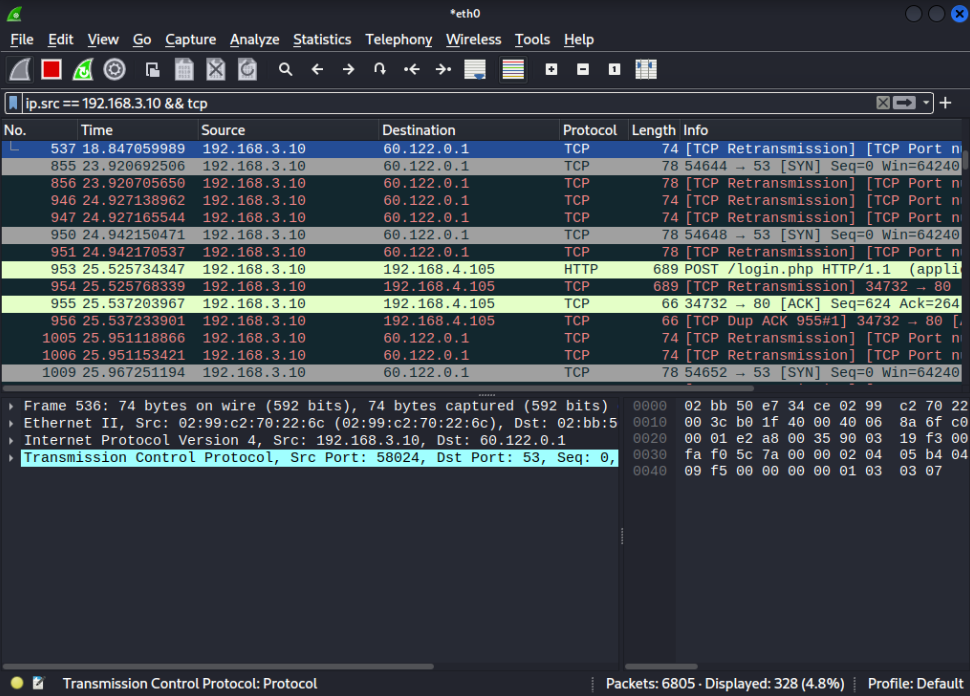 *eth0
File Edit View Go Capture Analyze Statistics Telephony Wireless Tools Help
ip.src == 192.168.3.10 && tcp
No. Time Source Destination Protocol Length Info
537 18.847059989 192.168.3.10 60.122.0.1 TCP 74 [TCP Retransmission] [TCP Port n
855 23.920692506 192.168.3.10 60.122.0.1 TCP 78 54644 → 53 [SYN] Seq=0 Win=64240
856 23.920705650 192.168.3.10 60.122.0.1 TCP 78 [TCP Retransmission] [TCP Port n
946 24.927138962 192.168.3.10 60.122.0.1 TCP 74 [TCP Retransmission] [TCP Port n
947 24.927165544 192.168.3.10 60.122.0.1 TCP 74 [TCP Retransmission] [TCP Port n
950 24.942150471 192.168.3.10 60.122.0.1 TCP 78 54648 → 53 [SYN] Seq=0 Win=64240
951 24.942170537 192.168.3.10 60.122.0.1 TCP 78 [TCP Retransmission] [TCP Port n
953 25.525734347 192.168.3.10 192.168.4.105 HTTP 689 POST /login.php HTTP/1.1 (appli
954 25.525768339 192.168.3.10 192.168.4.105 TCP 689 [TCP Retransmission] 34732 → 80
955 25.537203967 192.168.3.10 192.168.4.105 TCP 66 34732 → 80 [ACK] Seq=624 Ack=264
956 25.537233901 192.168.3.10 192.168.4.105 TCP 66 [TCP Dup ACK 955#1] 34732 → 80 [
1005 25.951118866 192.168.3.10 60.122.0.1 TCP 74 [TCP Retransmission] [TCP Port n
1006 25.951153421 192.168.3.10 60.122.0.1 TCP 74 [TCP Retransmission] [TCP Port n
1009 25.967251194 192.168.3.10 60.122.0.1 TCP 78 54652 → 53 [SYN] Seq=0 Win=64240
Frame 536: 74 bytes on wire (592 bits), 74 bytes captured (592 bits)
Ethernet II, Src: 02:99:c2:70:22:6c (02:99:c2:70:22:6c), Dst: 02:bb:5
Internet Protocol Version 4, Src: 192.168.3.10, Dst: 60.122.0.1
Transmission Control Protocol, Src Port: 58024, Dst Port: 53, Seq: 0,
0000 02 bb 50 e7 34 ce 02 99 c2 70 22
0010 00 3c b0 1f 40 00 40 06 8a 6f c0
0020 00 01 e2 a8 00 35 90 03 19 f3 00
0030 fa f0 5c 7a 00 00 02 04 05 b4 04
0040 09 f5 00 00 00 00 01 03 03 07
Transmission Control Protocol: Protocol
Packets: 6805 · Displayed: 328 (4.8%)
Profile: Default